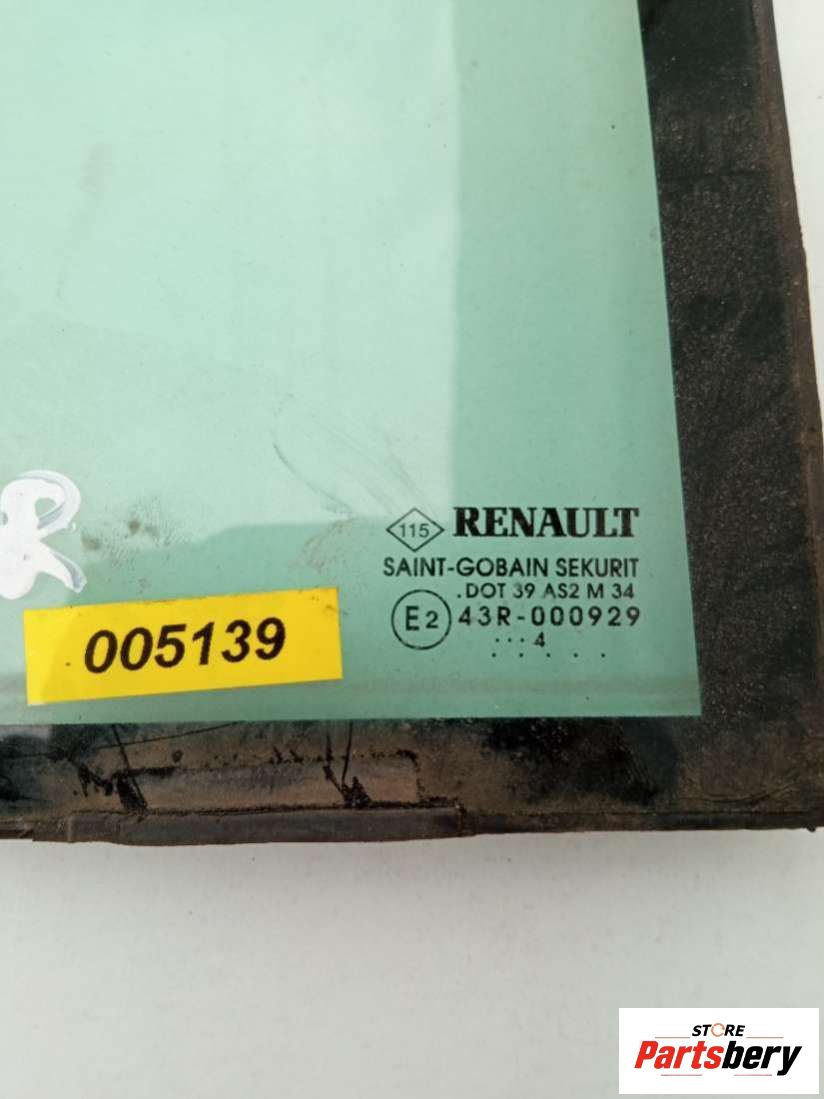 115 RENAULT
SAINT-GOBAIN SEKURIT
.DOT 39 AS2 M 34
E2 43R-000929
...4
. . . . .
R
005139
STORE
Partsbery